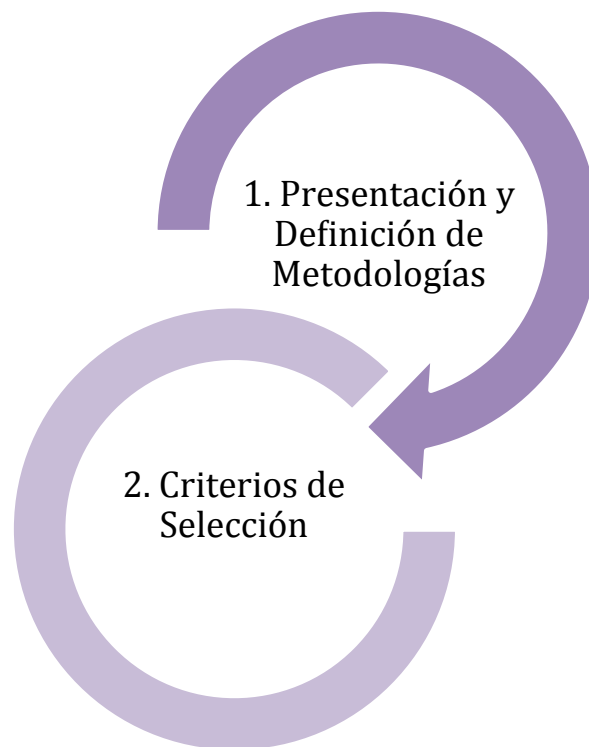 1. Presentación y
Definición de
Metodologías
2. Criterios de
Selección